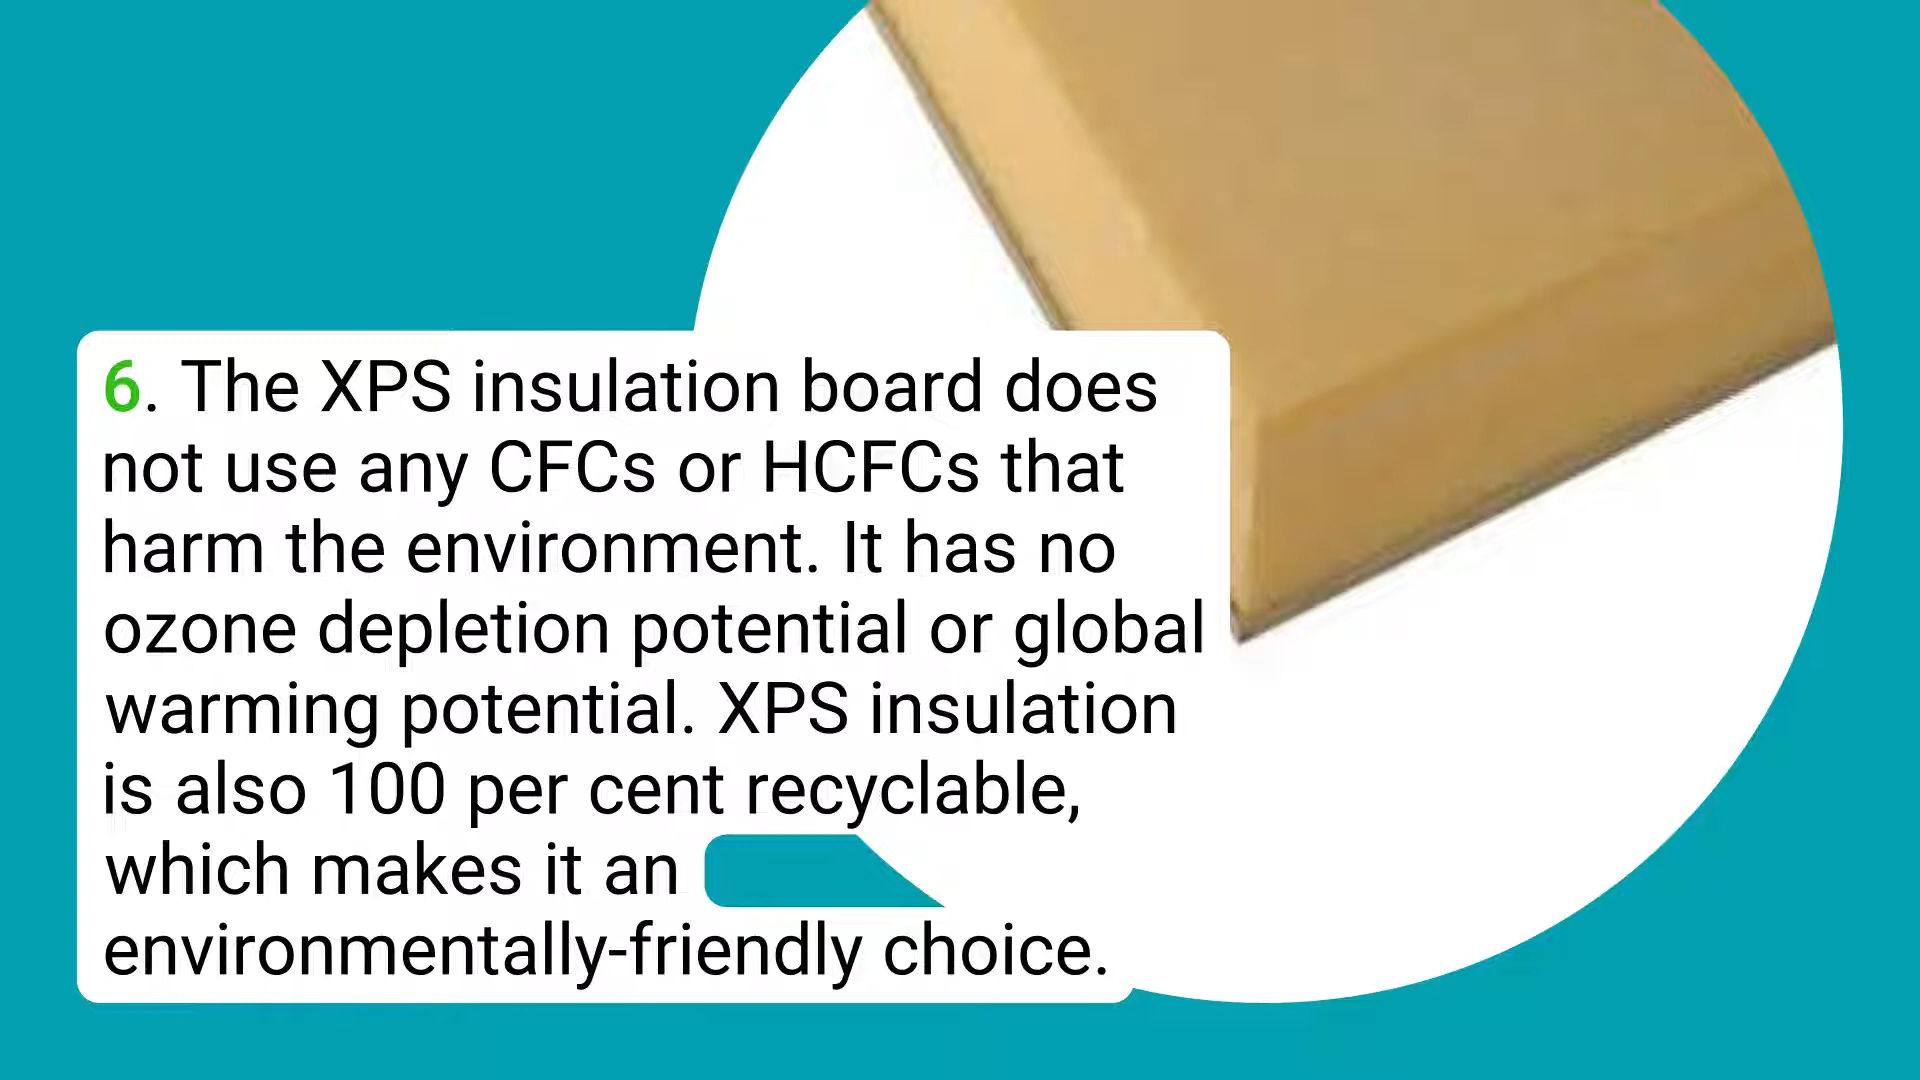 6. The XPS insulation board does
not use any CFCs or HCFCs that
harm the environment. It has no
ozone depletion potential or global
warming potential. XPS insulation
is also 100 per cent recyclable,
which makes it an
environmentally-friendly choice.